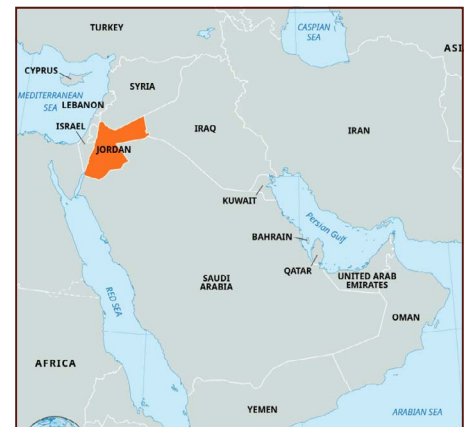 TURKEY
CASPIAN
SEA
ASI
CYPRUS
SYRIA
MEDITERRANEAN
SEA
LEBANON
ISRAEL
IRAQ
IRAN
JORDAN
KUWAIT
Persian Gulf
BAHRAIN
QATAR
UNITED ARAB
EMIRATES
SAUDI
ARABIA
RED SEA
OMAN
AFRICA
YEMEN
ARABIAN SEA